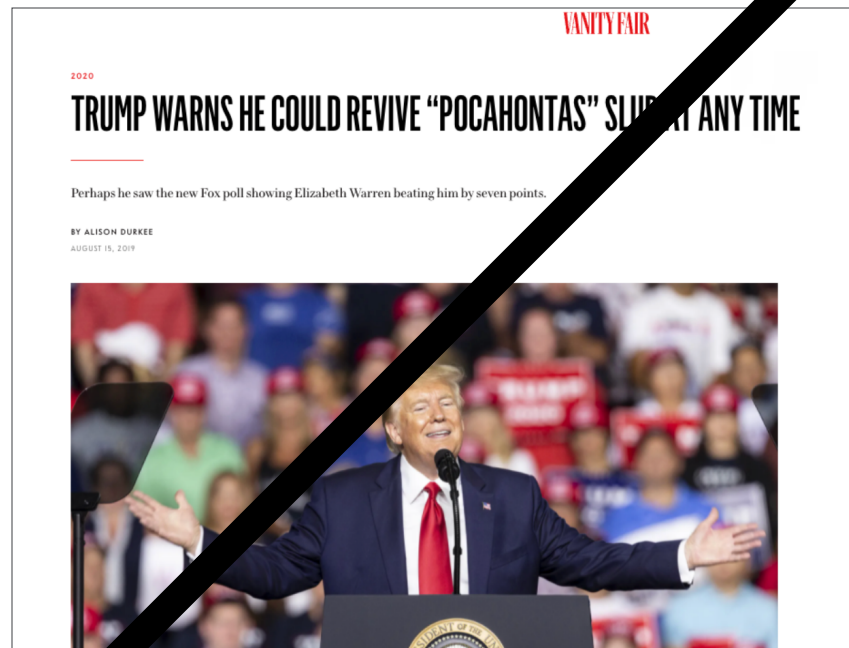 VANITY FAIR
2020
TRUMP WARNS HE COULD REVIVE “POCAHONTAS” ANY TIME
Perhaps he saw the new Fox poll showing Elizabeth Warren beating him by seven points.
BY ALISON DURKEE
AUGUST 15, 2019
TRUMP